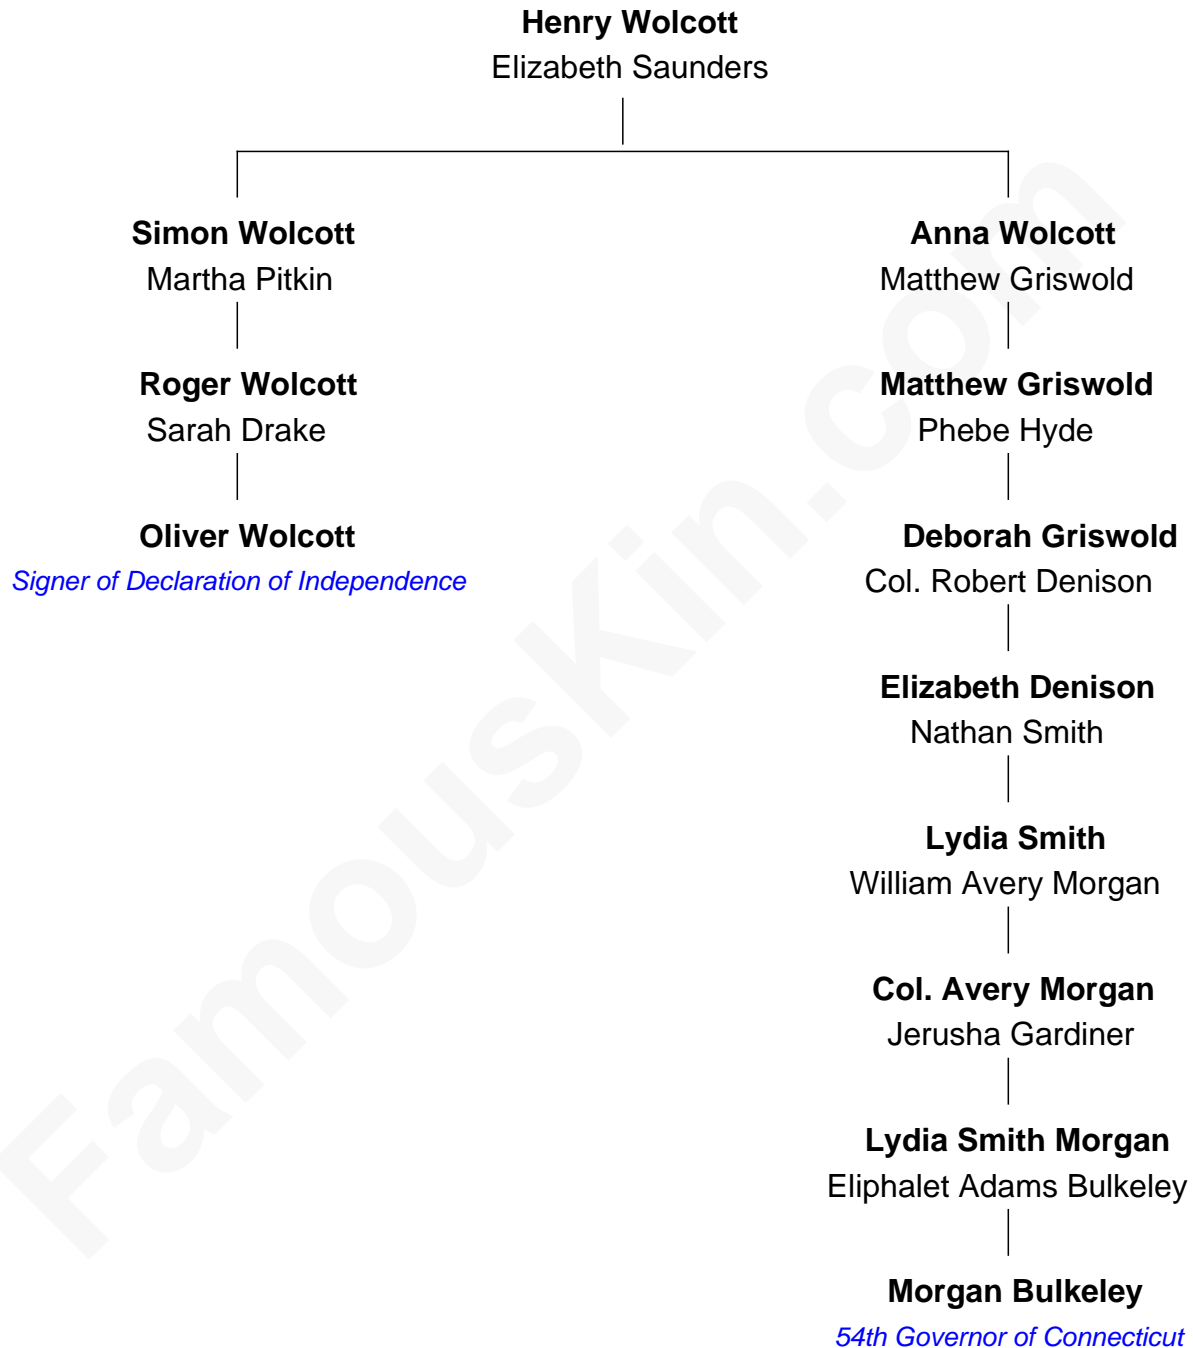 Henry Wolcott
Elizabeth Saunders
Simon Wolcott
Martha Pitkin
Roger Wolcott
Sarah Drake
Oliver Wolcott
Signer of Declaration of Independence
Anna Wolcott
Matthew Griswold
Matthew Griswold
Phebe Hyde
Deborah Griswold
Col. Robert Denison
Elizabeth Denison
Nathan Smith
Lydia Smith
William Avery Morgan
Col. Avery Morgan
Jerusha Gardiner
Lydia Smith Morgan
Eliphalet Adams Bulkeley
Morgan Bulkeley
54th Governor of Connecticut
FamousKin.com